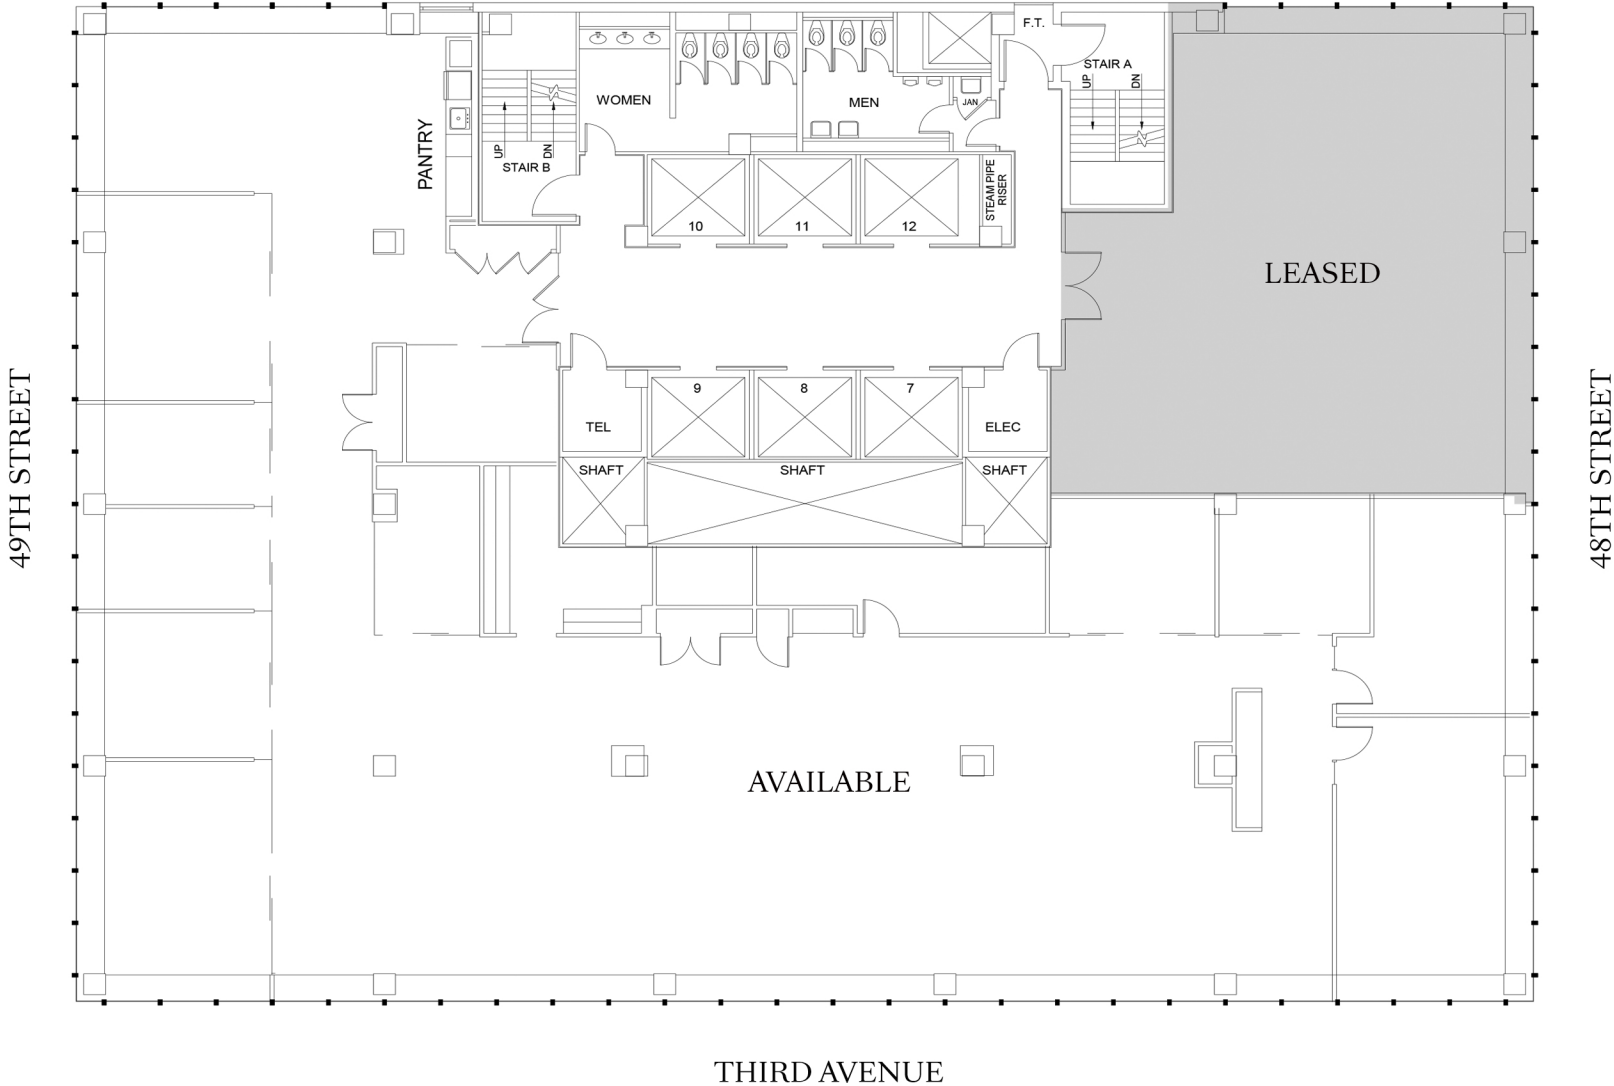 F.T.
STAIR A
UP
DN
WOMEN
MEN
JAN
PANTRY
UP
DN
STAIR B
STEAM PIPE
RISER
10
11
12
LEASED
9
8
7
TEL
ELEC
SHAFT
SHAFT
SHAFT
49TH STREET
48TH STREET
AVAILABLE
THIRD AVENUE